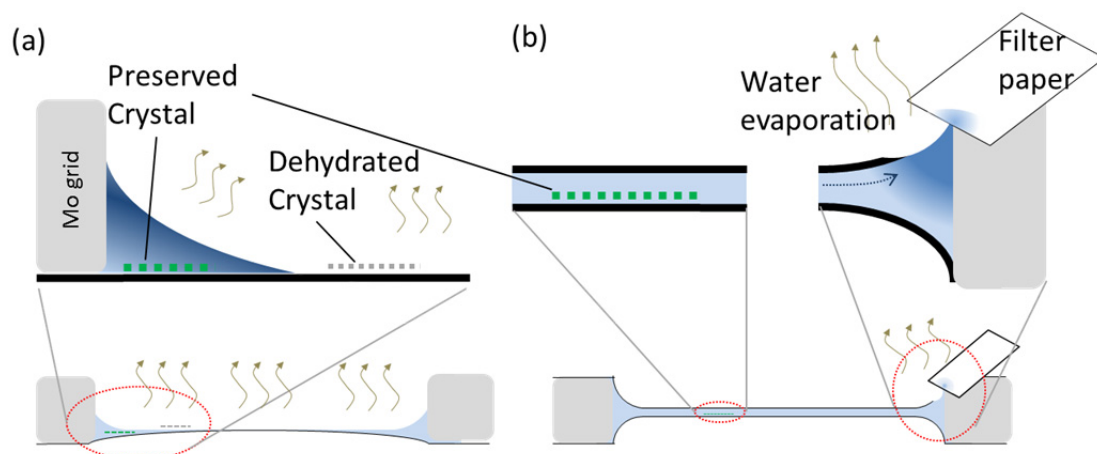 (a)
Preserved
Crystal
Dehydrated
Crystal
Mo grid
(b)
Water
evaporation
Filter
paper